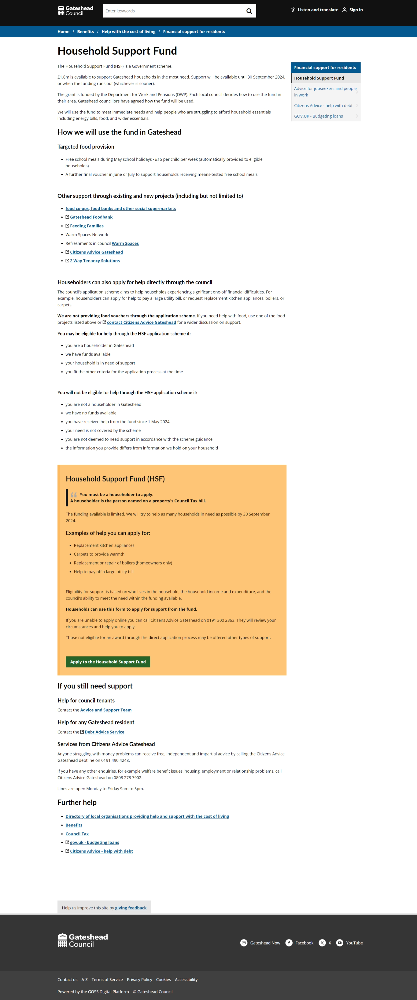 Gateshead
Council
Enter keywords
Listen and translate
Sign in
Home / Benefits / Help with the cost of living / Financial support for residents
Household Support Fund
The Household Support Fund (HSF) is a Government scheme.
£1.8m is available to support Gateshead households in the most need. Support will be available until 30 September 2024,
or when the funding runs out (whichever is sooner).
The grant is funded by the Department for Work and Pensions (DWP). Each local council decides how to use the fund in
their area. Gateshead councillors have agreed how the fund will be used.
We will use the fund to meet immediate needs and help people who are struggling to afford household essentials
including energy bills, food, and wider essentials.
Financial support for residents
Household Support Fund
Advice for jobseekers and people
in work
Citizens Advice - help with debt
GOV.UK - Budgeting loans
How we will use the fund in Gateshead
Targeted food provision
• Free school meals during May school holidays - £15 per child per week (automatically provided to eligible
households)
• A further final voucher in June or July to support households receiving means-tested free school meals
Other support through existing and new projects (including but not limited to)
• food co-ops, food banks and other social supermarkets
• Gateshead Foodbank
• Feeding Families
• Warm Spaces Network
• Refreshments in council Warm Spaces
• Citizens Advice Gateshead
• 2 Way Tenancy Solutions
Householders can also apply for help directly through the council
The council's application scheme aims to help households experiencing significant one-off financial difficulties. For
example, householders can apply for help to pay a large utility bill, or request replacement kitchen appliances, boilers, or
carpets.
We are not providing food vouchers through the application scheme. If you need help with food, use one of the food
projects listed above or contact Citizens Advice Gateshead for a wider discussion on support.
You may be eligible for help through the HSF application scheme if:
• you are a householder in Gateshead
• we have funds available
• your household is in need of support
• you fit the other criteria for the application process at the time
You will not be eligible for help through the HSF application scheme if:
• you are not a householder in Gateshead
• we have no funds available
• you have received help from the fund since 1 May 2024
• your need is not covered by the scheme
• you are not deemed to need support in accordance with the scheme guidance
• the information you provide differs from information we hold on your household
Household Support Fund (HSF)
“ You must be a householder to apply.
A householder is the person named on a property's Council Tax bill.
The funding available is limited. We will try to help as many households in need as possible by 30 September
2024.
Examples of help you can apply for:
• Replacement kitchen appliances
• Carpets to provide warmth
• Replacement or repair of boilers (homeowners only)
• Help to pay off a large utility bill
Eligibility for support is based on who lives in the household, the household income and expenditure, and the
council's ability to meet the need within the funding available.
Households can use this form to apply for support from the fund.
If you are unable to apply online you can call Citizens Advice Gateshead on 0191 300 2363. They will review your
circumstances and help you to apply.
Those not eligible for an award through the direct application process may be offered other types of support.
Apply to the Household Support Fund
If you still need support
Help for council tenants
Contact the Advice and Support Team
Help for any Gateshead resident
Contact the Debt Advice Service
Services from Citizens Advice Gateshead
Anyone struggling with money problems can receive free, independent and impartial advice by calling the Citizens Advice
Gateshead debtline on 0191 490 4248.
If you have any other enquiries, for example welfare benefit issues, housing, employment or relationship problems, call
Citizens Advice Gateshead on 0808 278 7902.
Lines are open Monday to Friday 9am to 5pm.
Further help
• Directory of local organisations providing help and support with the cost of living
• Benefits
• Council Tax
• gov.uk - budgeting loans
• Citizens Advice - help with debt
Help us improve this site by giving feedback
Gateshead
Council
Gateshead Now
Facebook
X
YouTube
Contact us A-Z Terms of Service Privacy Policy Cookies Accessibility
Powered by the GOSS Digital Platform © Gateshead Council